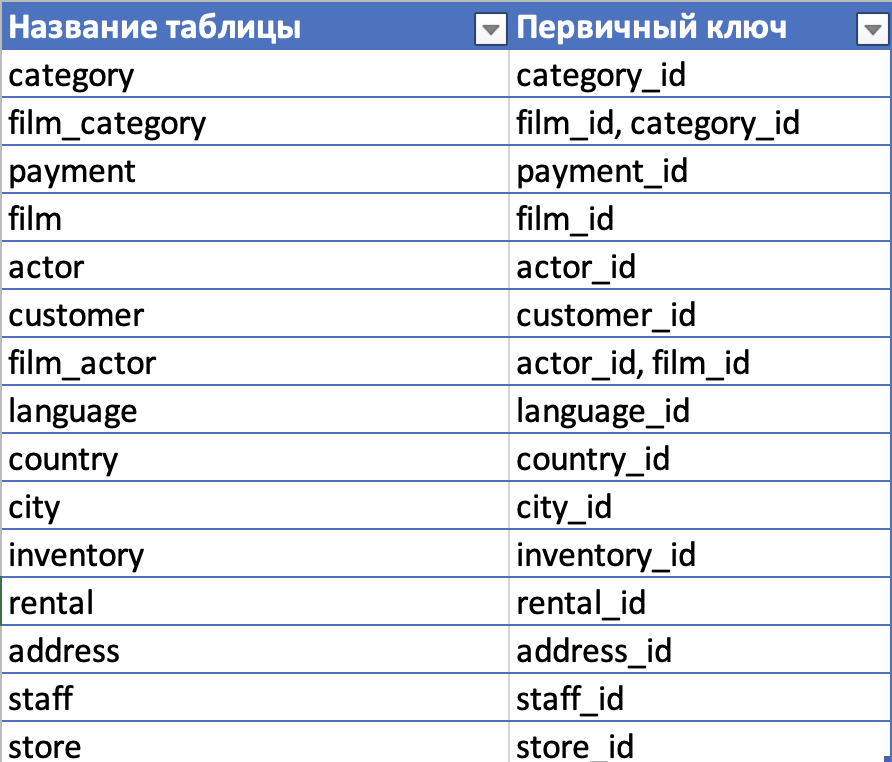 Название таблицы Первичный ключ
category category_id
film_category film_id, category_id
payment payment_id
film film_id
actor actor_id
customer customer_id
film_actor actor_id, film_id
language language_id
country country_id
city city_id
inventory inventory_id
rental rental_id
address address_id
staff staff_id
store store_id